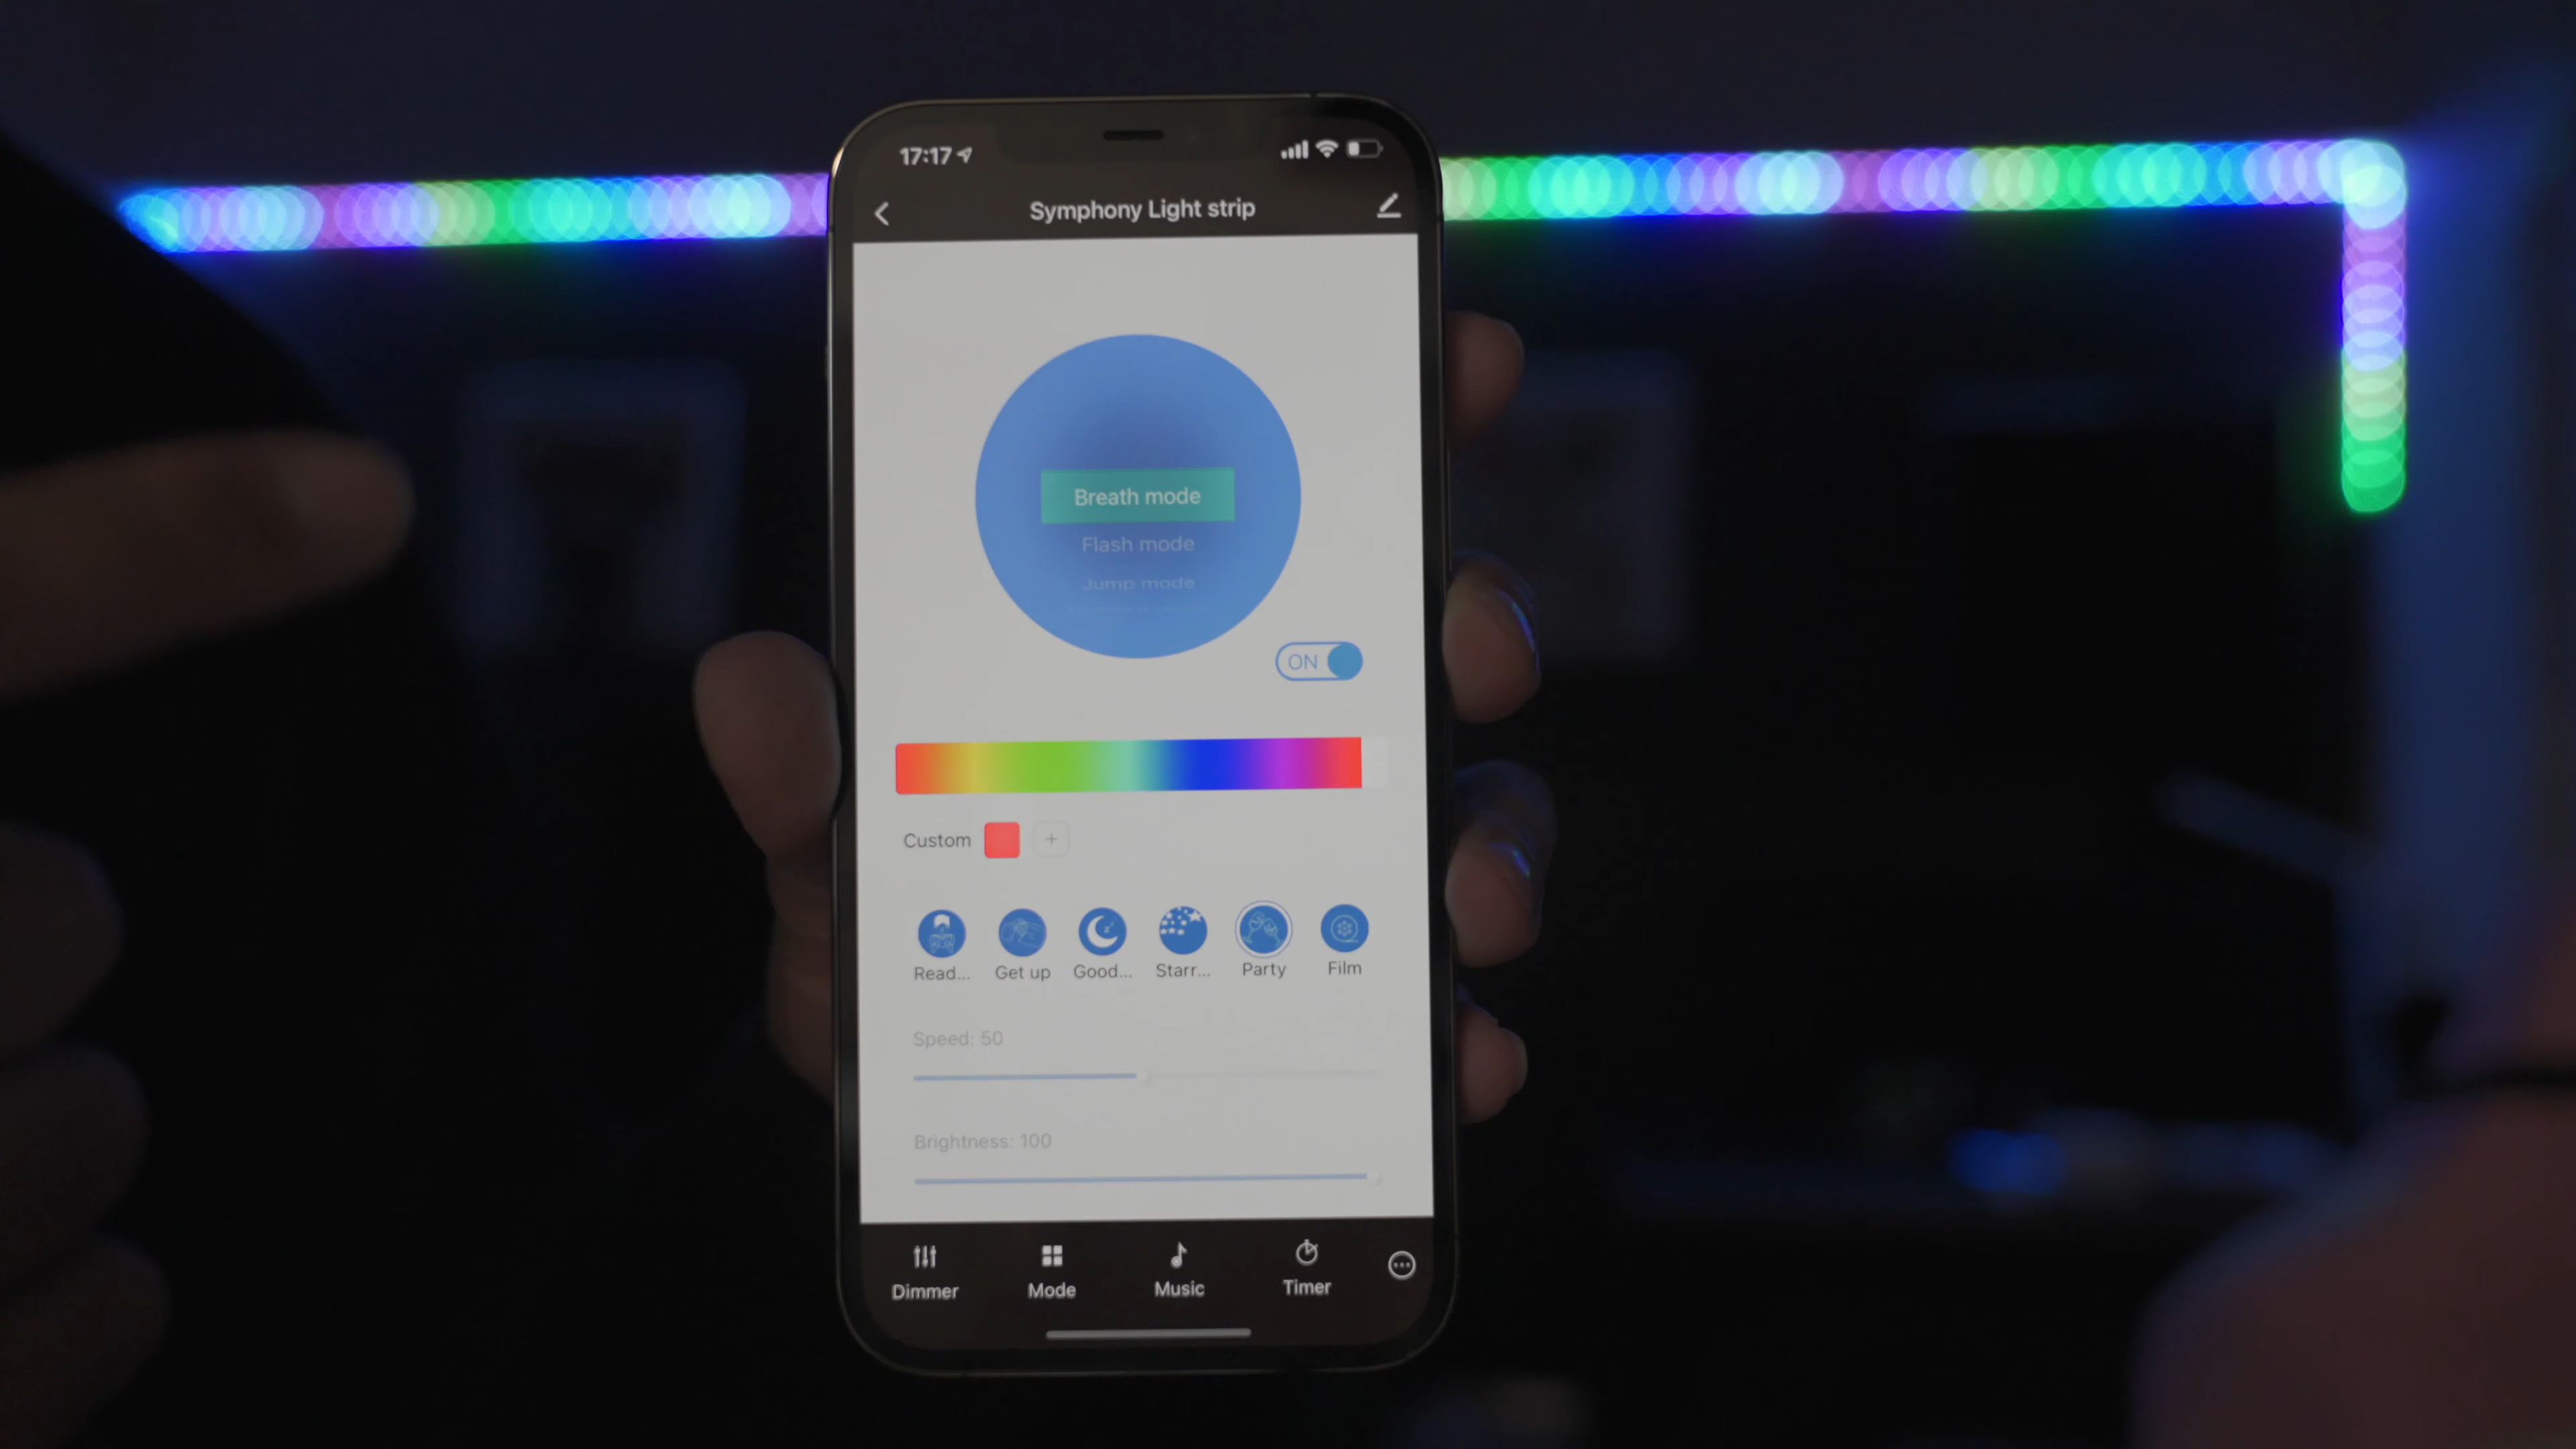 17:17
Symphony Light strip
Breath mode
Flash mode
Jump mode
ON
Custom +
Read... Get up Good... Starr... Party Film
Speed: 50
Brightness: 100
Dimmer Mode Music Timer